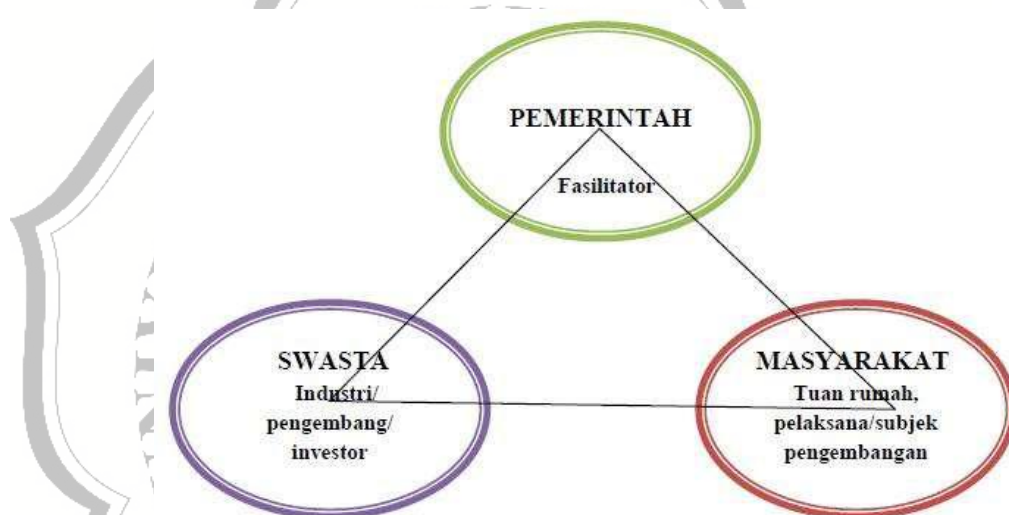 PEMERINTAH
Fasilitator
SWASTA
Industri/
pengembang/
investor
MASYARAKAT
Tuan rumah,
pelaksana/subjek
pengembangan